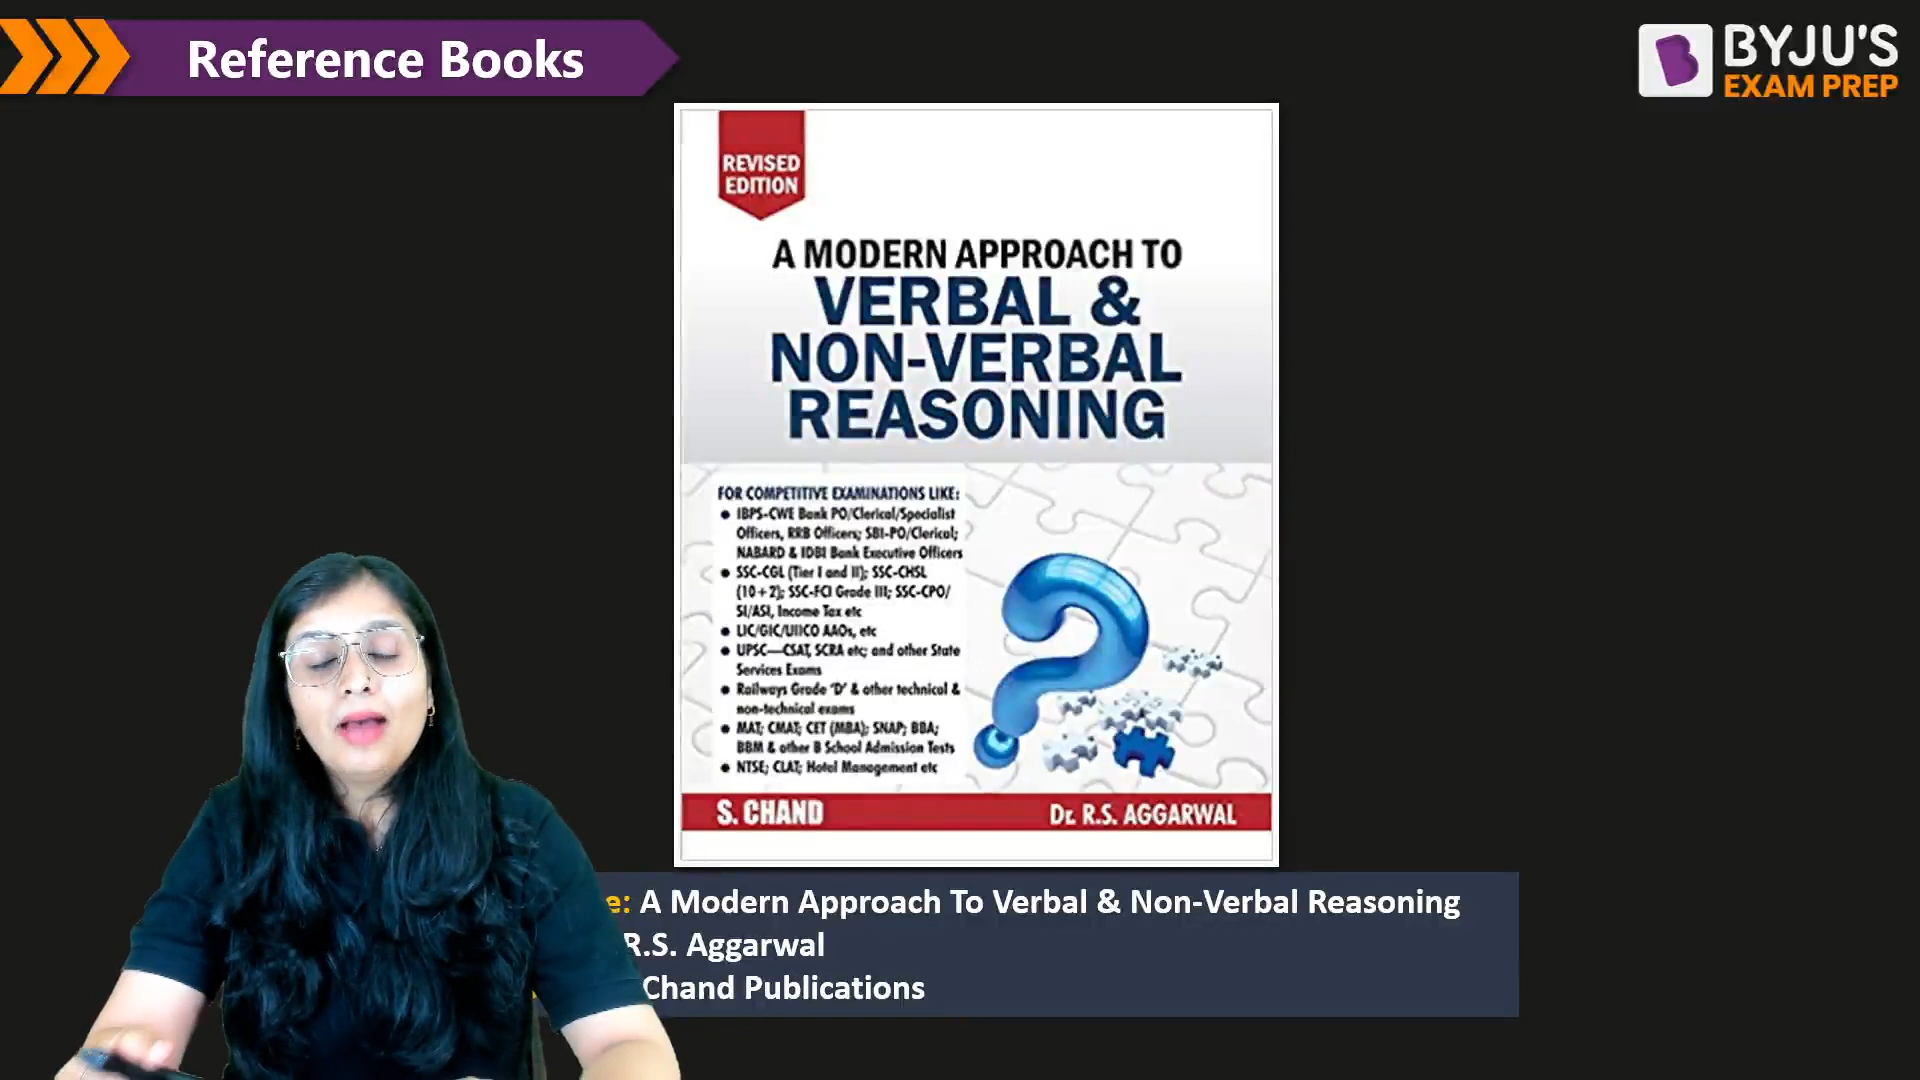 Reference Books
BYJU'S
EXAM PREP
REVISED
EDITION
A MODERN APPROACH TO
VERBAL &
NON-VERBAL
REASONING
FOR COMPETITIVE EXAMINATIONS LIKE:
● IBPS-CWE Bank PO/Clerical/Specialist
Officers, RRB Officers; SBI-PO/Clerical;
NABARD & IDBI Bank Executive Officers
● SSC-CGL (Tier I and II); SSC-CHSL
(10+2); SSC-FCI Grade III; SSC-CPO/
SI/ASI, Income Tax etc
● LIC/GIC/UIICO AAOs, etc
● UPSC—CSAT, SCRA etc; and other State
Services Exams
● Railways Grade 'D' & other technical &
non-technical exams
● MAT; CMAT; CET (MBA); SNAP; BBA;
BBM & other B School Admission Tests
● NTSE; CLAT; Hotel Management etc
S. CHAND
Dr. R.S. AGGARWAL
e: A Modern Approach To Verbal & Non-Verbal Reasoning
R.S. Aggarwal
Chand Publications